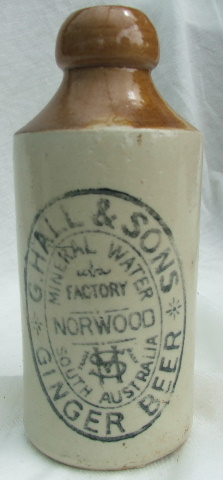 G. HALL & SONS
MINERAL WATER
FACTORY
NORWOOD
SOUTH AUSTRALIA
GINGER BEER